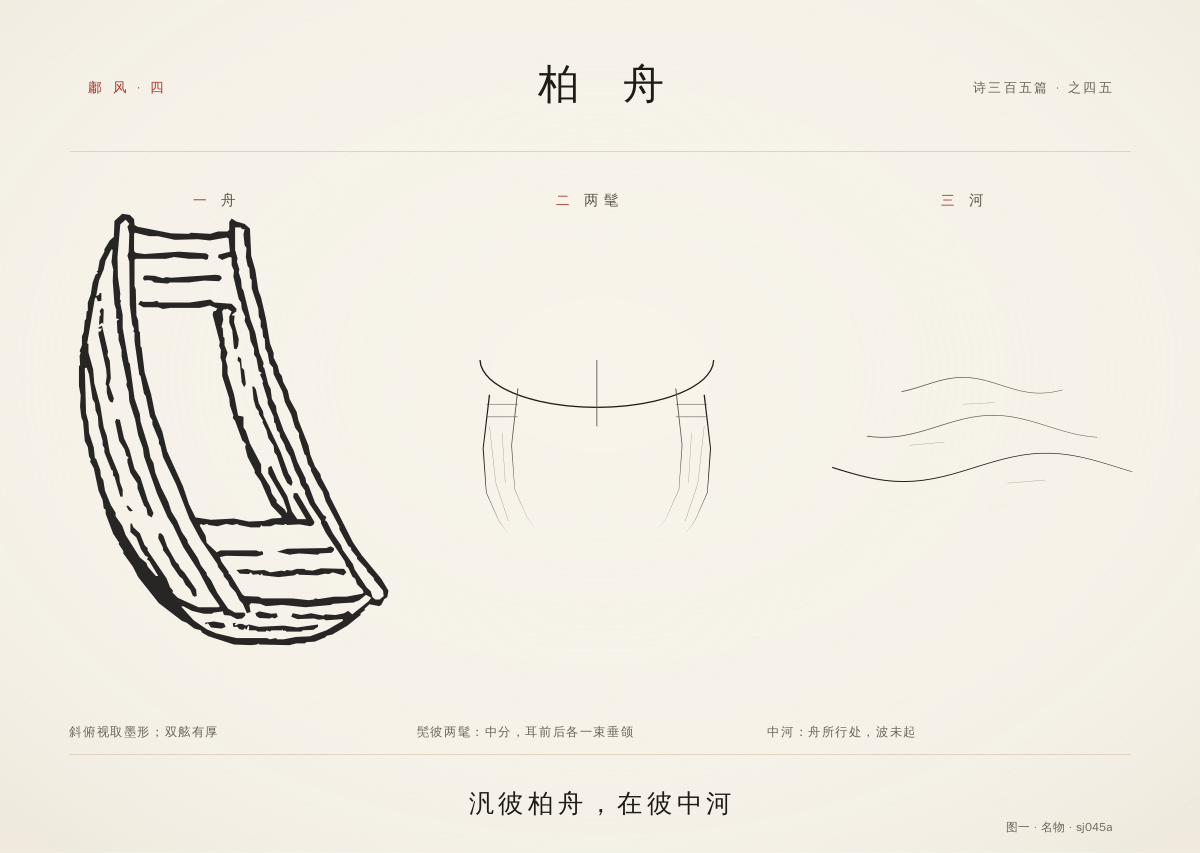 鄘风·四
柏舟
诗三百五篇 · 之四五
一 舟
二 两髦
三 河
斜俯视取墨形；双舷有厚
髧彼两髦：中分，耳前后各一束垂颌
中河：舟所行处，波未起
汎彼柏舟，在彼中河
图一 · 名物 · sj045a